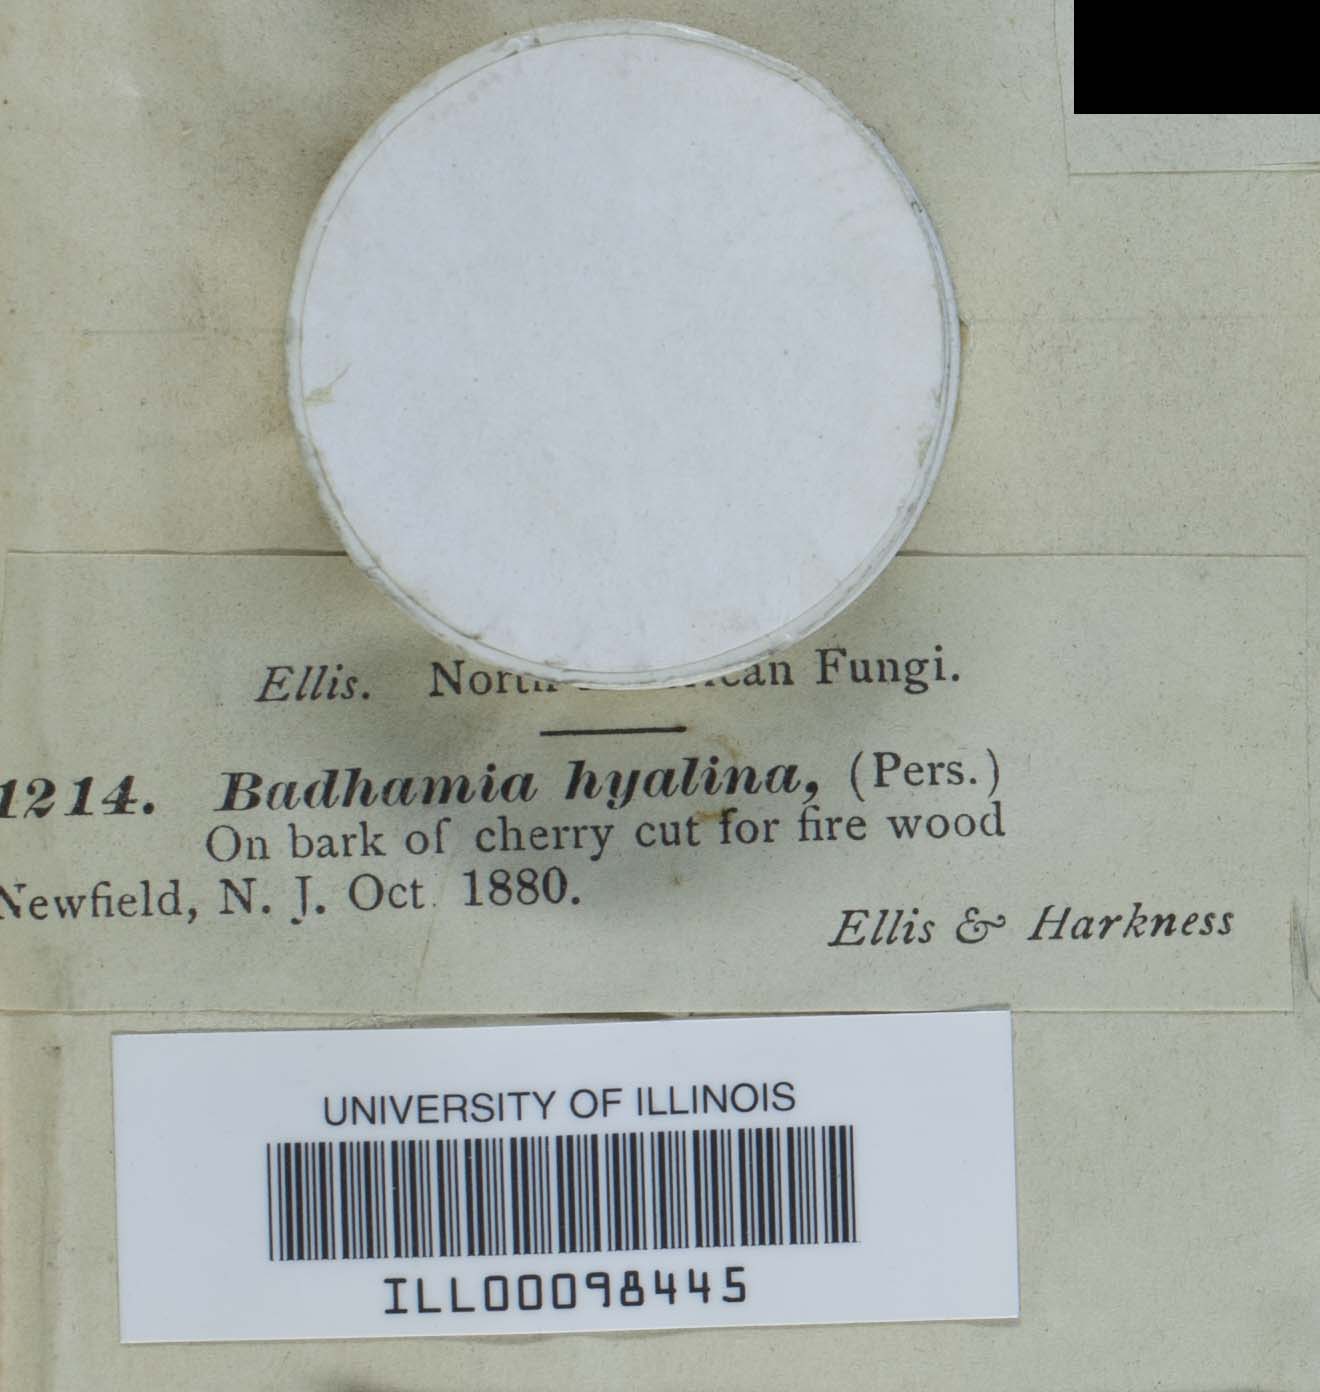 Ellis. North American Fungi.
1214. Badhamia hyalina, (Pers.)
On bark of cherry cut for fire wood
Newfield, N. J. Oct. 1880.
Ellis & Harkness
UNIVERSITY OF ILLINOIS
ILL00098445